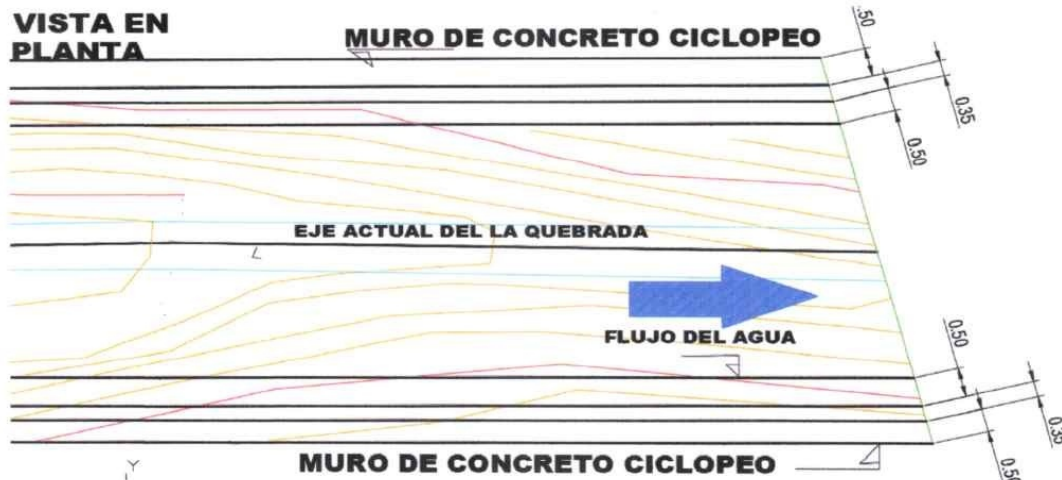 VISTA EN
PLANTA
MURO DE CONCRETO CICLOPEO
.50
0.35
0.50
EJE ACTUAL DEL LA QUEBRADA
FLUJO DEL AGUA
0.50
0.35
0.50
MURO DE CONCRETO CICLOPEO
Y